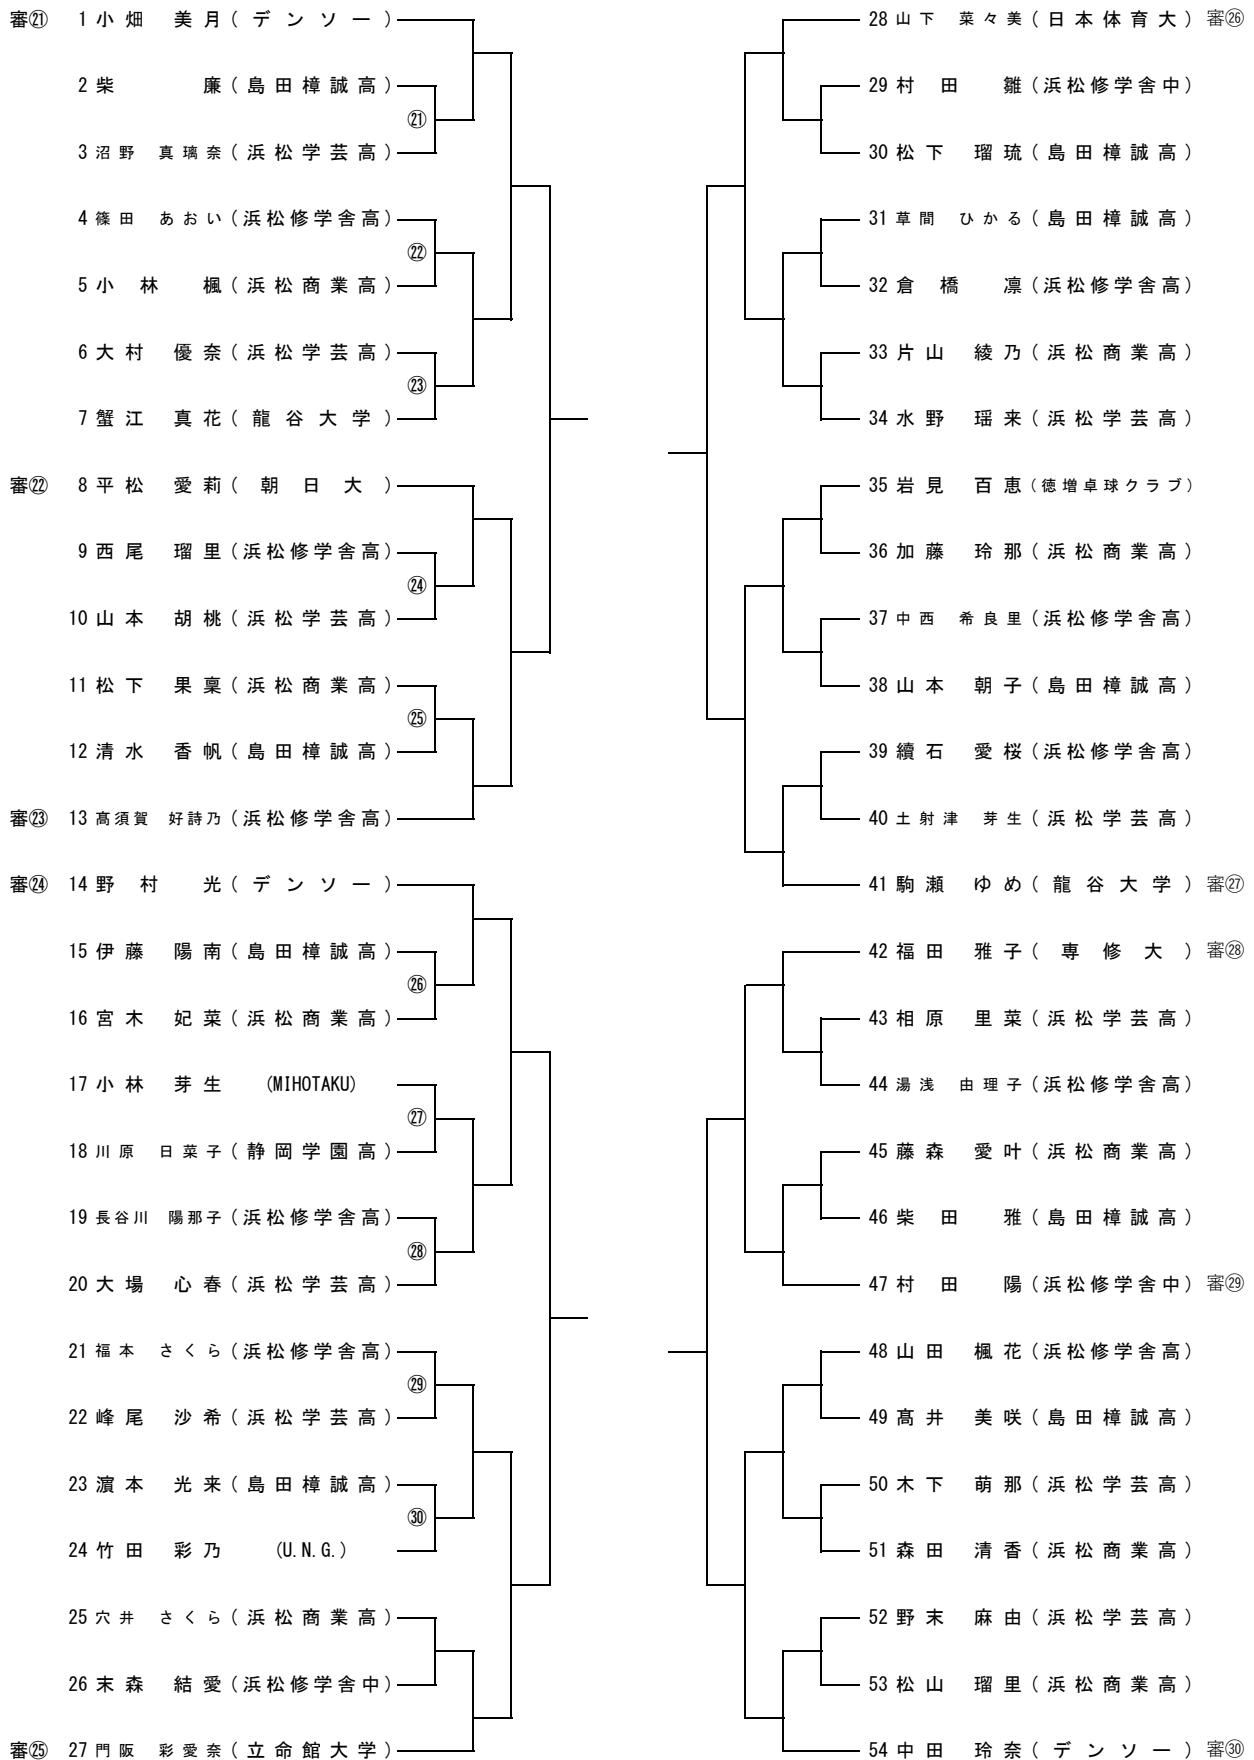 審㉑ 1 小畑 美月 (デンソー)
2 柴 廉 (島田樟誠高)
㉑
3 沼野 真璃奈 (浜松学芸高)
4 篠田 あおい (浜松修学舎高)
㉒
5 小林 楓 (浜松商業高)
6 大村 優奈 (浜松学芸高)
㉓
7 蟹江 真花 (龍谷大学)
審㉒ 8 平松 愛莉 (朝日大)
9 西尾 瑠里 (浜松修学舎高)
㉔
10 山本 胡桃 (浜松学芸高)
11 松下 果稟 (浜松商業高)
㉕
12 清水 香帆 (島田樟誠高)
審㉓ 13 髙須賀 好詩乃 (浜松修学舎高)
審㉔ 14 野村 光 (デンソー)
15 伊藤 陽南 (島田樟誠高)
㉖
16 宮木 妃菜 (浜松商業高)
17 小林 芽生 (MIHOTAKU)
㉗
18 川原 日菜子 (静岡学園高)
19 長谷川 陽那子 (浜松修学舎高)
㉘
20 大場 心春 (浜松学芸高)
21 福本 さくら (浜松修学舎高)
㉙
22 峰尾 沙希 (浜松学芸高)
23 濵本 光来 (島田樟誠高)
㉚
24 竹田 彩乃 (U.N.G.)
25 穴井 さくら (浜松商業高)
26 末森 結愛 (浜松修学舎中)
審㉕ 27 門阪 彩愛奈 (立命館大学)
28 山下 菜々美 (日本体育大) 審㉖
29 村田 雛 (浜松修学舎中)
30 松下 瑠琉 (島田樟誠高)
31 草間 ひかる (島田樟誠高)
32 倉橋 凛 (浜松修学舎高)
33 片山 綾乃 (浜松商業高)
34 水野 瑶来 (浜松学芸高)
35 岩見 百恵 (徳増卓球クラブ)
36 加藤 玲那 (浜松商業高)
37 中西 希良里 (浜松修学舎高)
38 山本 朝子 (島田樟誠高)
39 續石 愛桜 (浜松修学舎高)
40 土射津 芽生 (浜松学芸高)
41 駒瀬 ゆめ (龍谷大学) 審㉗
42 福田 雅子 (専修大) 審㉘
43 相原 里菜 (浜松学芸高)
44 湯浅 由理子 (浜松修学舎高)
45 藤森 愛叶 (浜松商業高)
46 柴田 雅 (島田樟誠高)
47 村田 陽 (浜松修学舎中) 審㉙
48 山田 楓花 (浜松修学舎高)
49 髙井 美咲 (島田樟誠高)
50 木下 萌那 (浜松学芸高)
51 森田 清香 (浜松商業高)
52 野末 麻由 (浜松学芸高)
53 松山 瑠里 (浜松商業高)
54 中田 玲奈 (デンソー) 審㉚